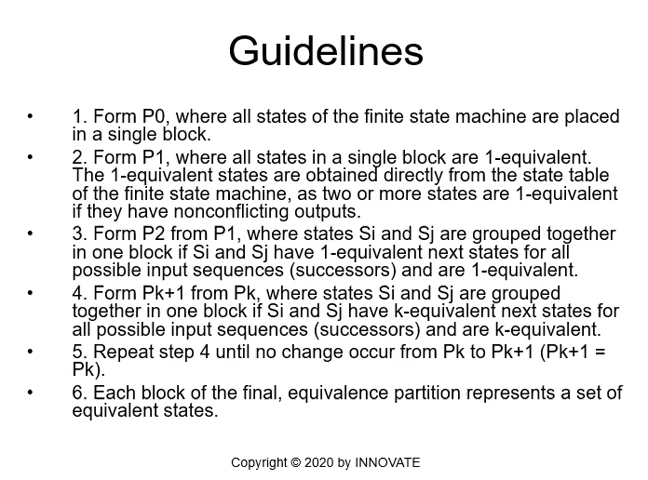 Guidelines
• 1. Form P0, where all states of the finite state machine are placed
in a single block.
• 2. Form P1, where all states in a single block are 1-equivalent.
The 1-equivalent states are obtained directly from the state table
of the finite state machine, as two or more states are 1-equivalent
if they have nonconflicting outputs.
• 3. Form P2 from P1, where states Si and Sj are grouped together
in one block if Si and Sj have 1-equivalent next states for all
possible input sequences (successors) and are 1-equivalent.
• 4. Form Pk+1 from Pk, where states Si and Sj are grouped
together in one block if Si and Sj have k-equivalent next states for
all possible input sequences (successors) and are k-equivalent.
• 5. Repeat step 4 until no change occur from Pk to Pk+1 (Pk+1 =
Pk).
• 6. Each block of the final, equivalence partition represents a set of
equivalent states.
Copyright © 2020 by INNOVATE